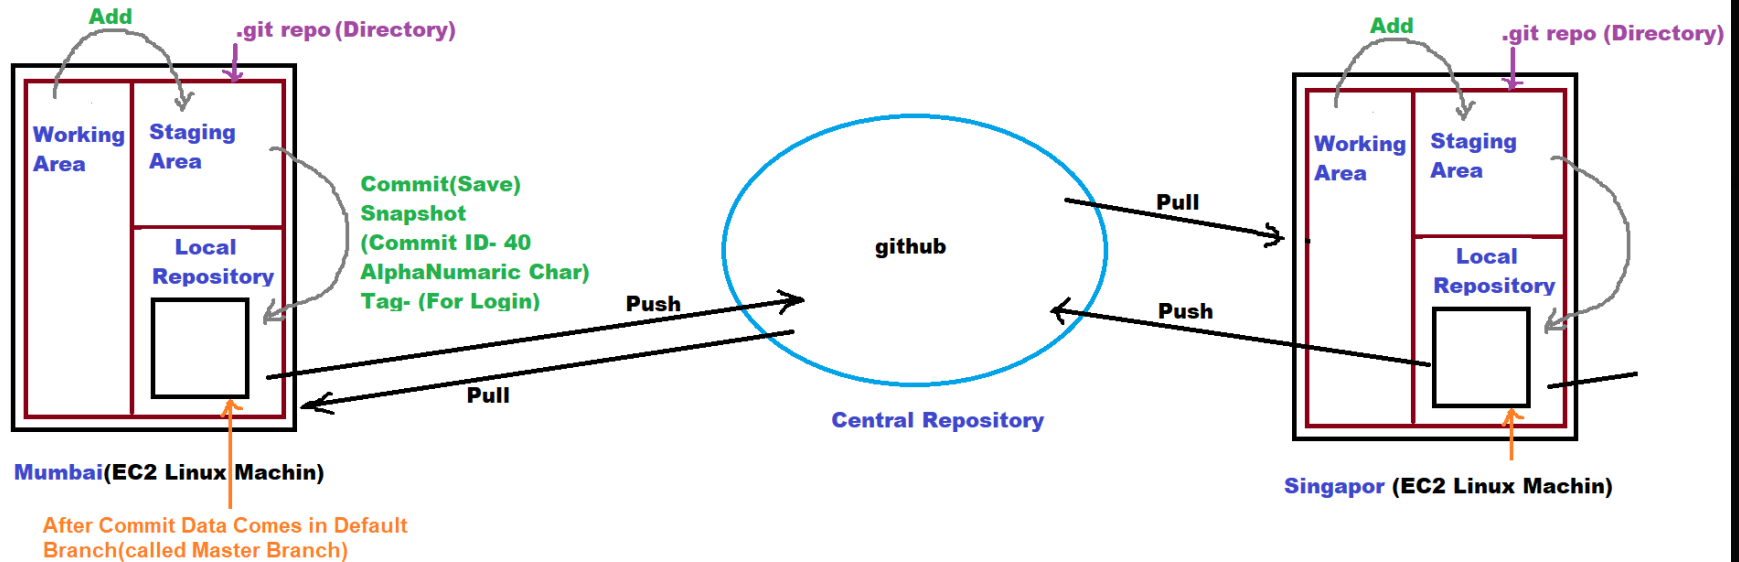 Add
.git repo (Directory)
Working
Area
Staging
Area
Local
Repository
Commit(Save)
Snapshot
(Commit ID- 40
AlphaNumaric Char)
Tag- (For Login)
Push
Pull
Mumbai(EC2 Linux Machin)
After Commit Data Comes in Default
Branch(called Master Branch)
github
Central Repository
Pull
Push
Add
.git repo (Directory)
Working
Area
Staging
Area
Local
Repository
Singapor (EC2 Linux Machin)